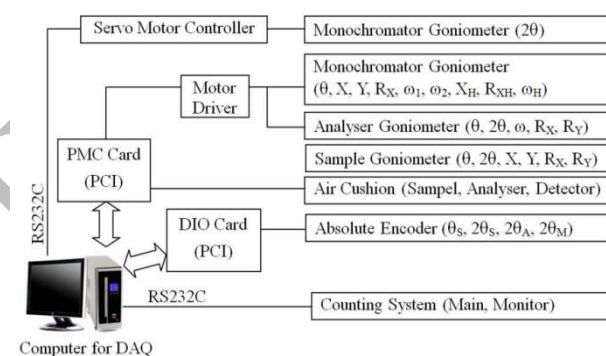 Servo Motor Controller
Monochromator Goniometer (2θ)
Monochromator Goniometer
(θ, X, Y, R_X, ω_1, ω_2, X_H, R_XH, ω_H)
Motor
Driver
Analyser Goniometer (θ, 2θ, ω, R_X, R_Y)
PMC Card
(PCI)
Sample Goniometer (θ, 2θ, X, Y, R_X, R_Y)
Air Cushion (Sampel, Analyser, Detector)
RS232C
DIO Card
(PCI)
Absolute Encoder (θ_S, 2θ_S, 2θ_A, 2θ_M)
RS232C
Counting System (Main, Monitor)
Computer for DAQ